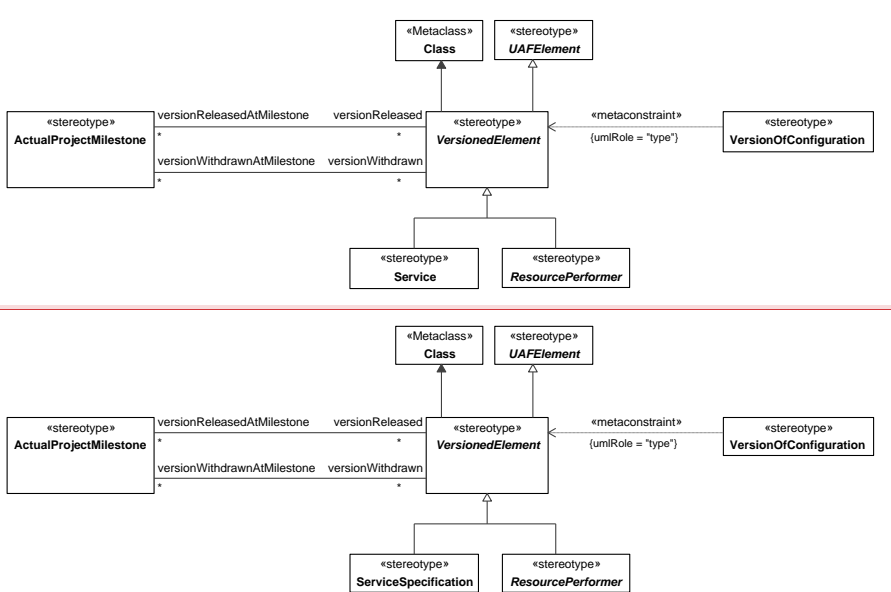 «Metaclass»
Class
«stereotype»
UAFElement
«stereotype»
ActualProjectMilestone
versionReleasedAtMilestone
versionReleased
*
*
versionWithdrawnAtMilestone
versionWithdrawn
*
*
«stereotype»
VersionedElement
«metaconstraint»
{umlRole = "type"}
«stereotype»
VersionOfConfiguration
«stereotype»
Service
«stereotype»
ResourcePerformer
«Metaclass»
Class
«stereotype»
UAFElement
«stereotype»
ActualProjectMilestone
versionReleasedAtMilestone
versionReleased
*
*
versionWithdrawnAtMilestone
versionWithdrawn
*
*
«stereotype»
VersionedElement
«metaconstraint»
{umlRole = "type"}
«stereotype»
VersionOfConfiguration
«stereotype»
ServiceSpecification
«stereotype»
ResourcePerformer